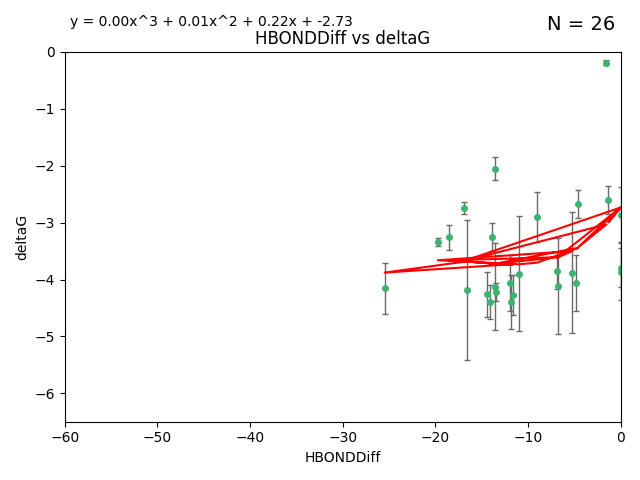 y = 0.00x^3 + 0.01x^2 + 0.22x + -2.73
N = 26
HBONDDiff vs deltaG
0
−1
−2
−3
−4
−5
−6
deltaG
−60 −50 −40 −30 −20 −10 0
HBONDDiff